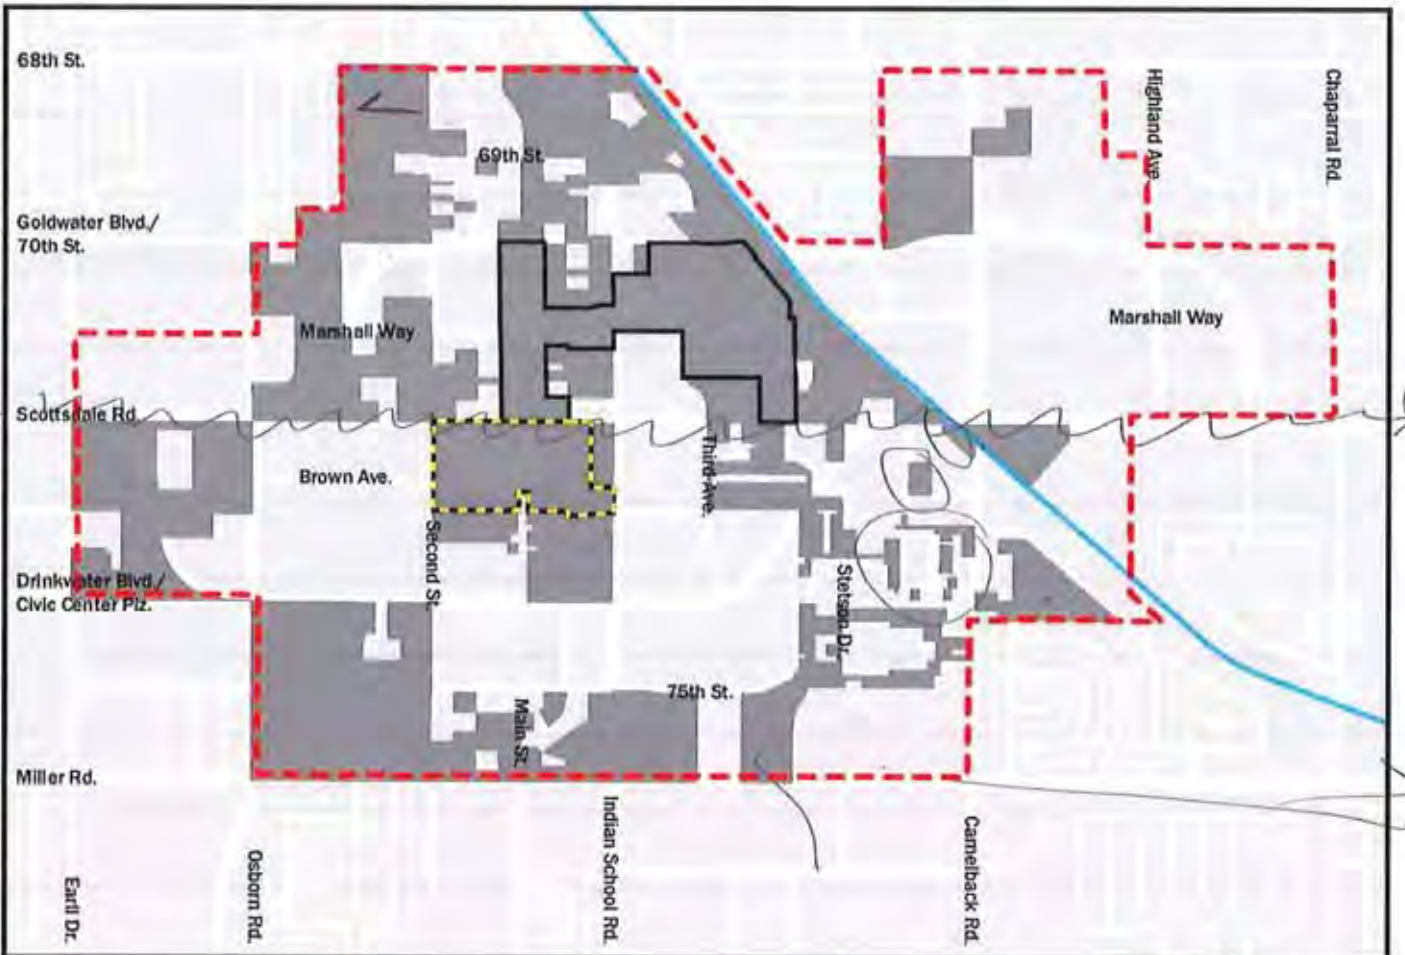 68th St.
Highland Ave.
Chaparral Rd.
69th St.
Goldwater Blvd./
70th St.
Marshall Way
Marshall Way
Scottsdale Rd.
Brown Ave.
Third Ave.
Second St.
Drinkwater Blvd./
Civic Center Plz.
Stetson Dr.
75th St.
Main St.
Miller Rd.
Indian School Rd.
Camelback Rd.
Osborn Rd.
Earll Dr.